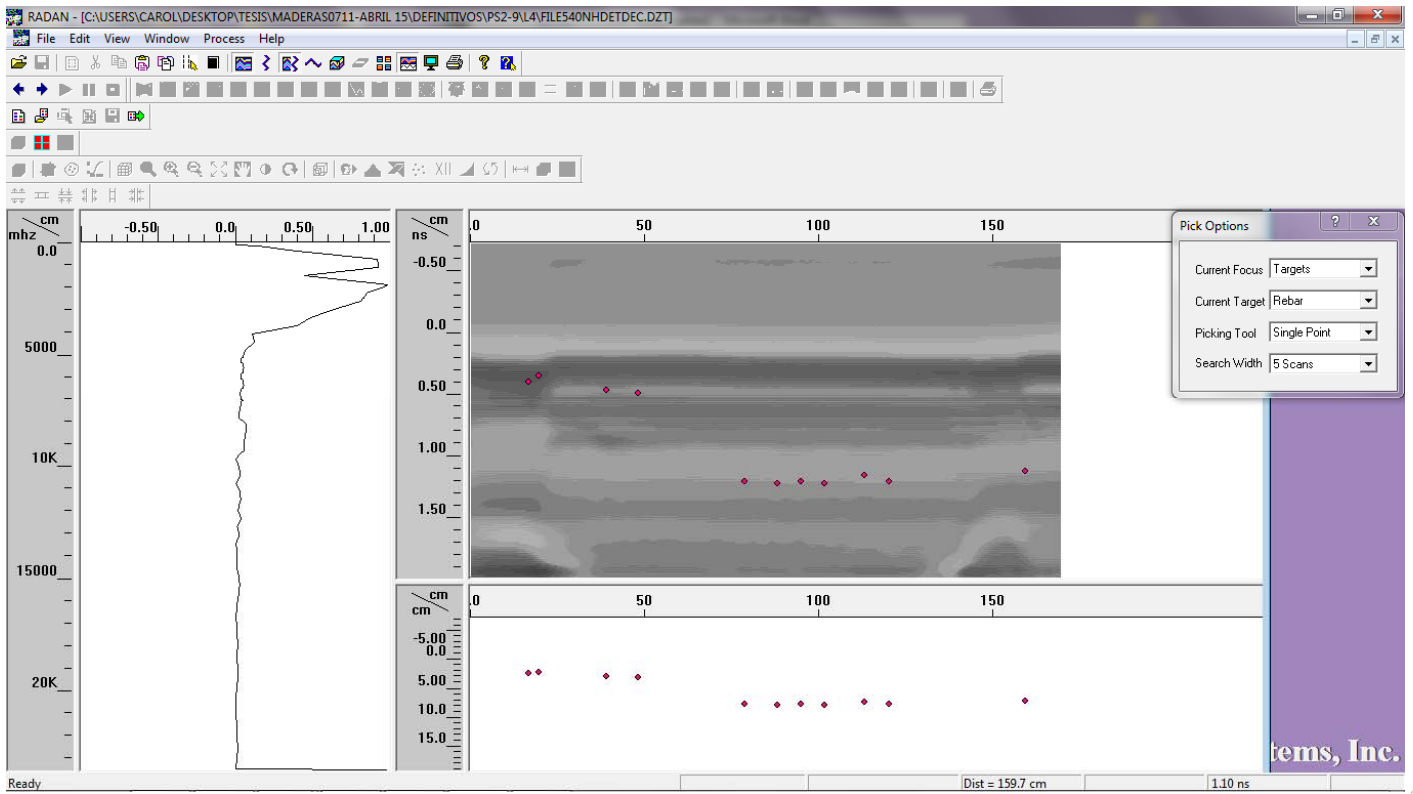 RADAN - [C:\USERS\CAROL\DESKTOP\TESIS\MADERAS0711-ABRIL 15\DEFINITIVOS\PS2-9\L4\FILE540NHDETDEC.DZT]
File Edit View Window Process Help
cm
mhz
-0.50 0.0 0.50 1.00
0.0
5000
10K
15000
20K
cm
ns
.0 50 100 150
-0.50
0.0
0.50
1.00
1.50
cm
cm
.0 50 100 150
-5.00
0.0
5.00
10.0
15.0
Pick Options
Current Focus Targets
Current Target Rebar
Picking Tool Single Point
Search Width 5 Scans
tems, Inc.
Ready Dist = 159.7 cm 1.10 ns